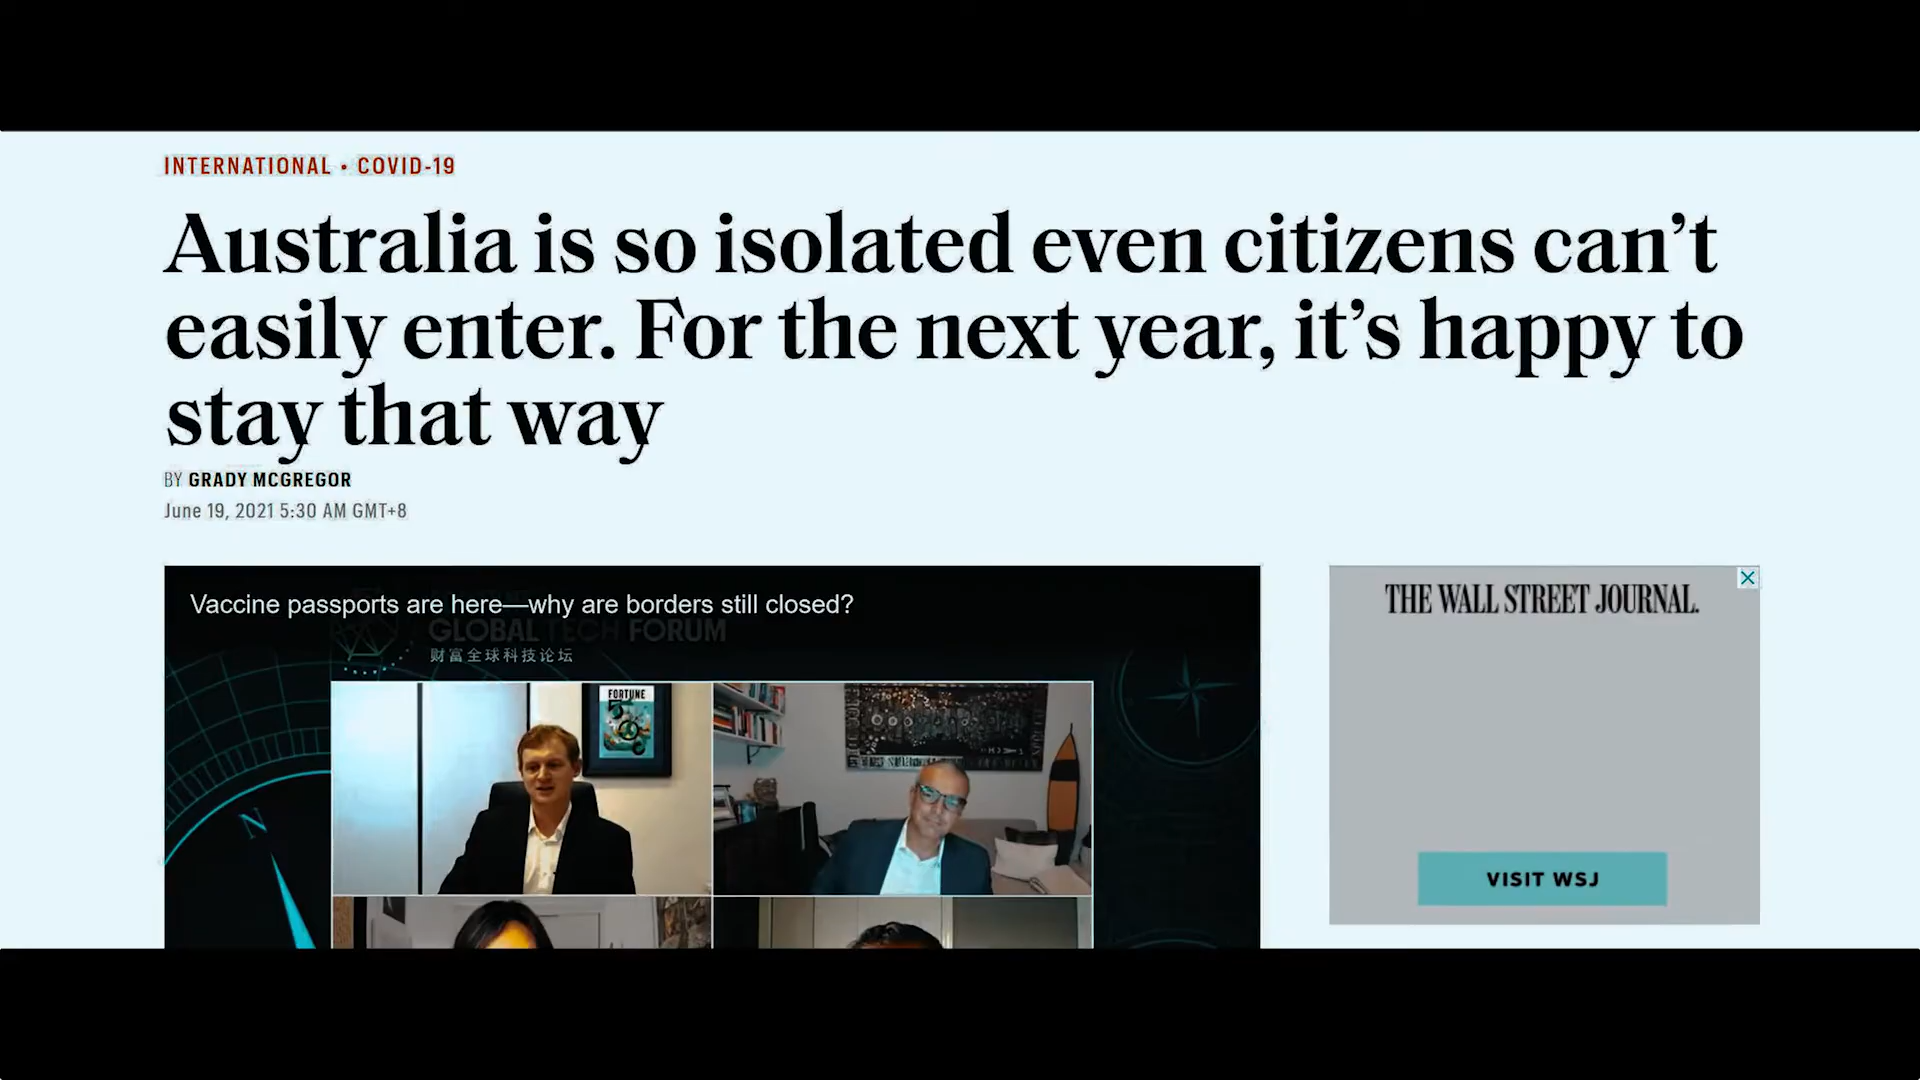 INTERNATIONAL • COVID-19
Australia is so isolated even citizens can’t
easily enter. For the next year, it’s happy to
stay that way
BY GRADY MCGREGOR
June 19, 2021 5:30 AM GMT+8
Vaccine passports are here—why are borders still closed?
GLOBAL TECH FORUM
财富全球科技论坛
FORTUNE
N
THE WALL STREET JOURNAL.
VISIT WSJ